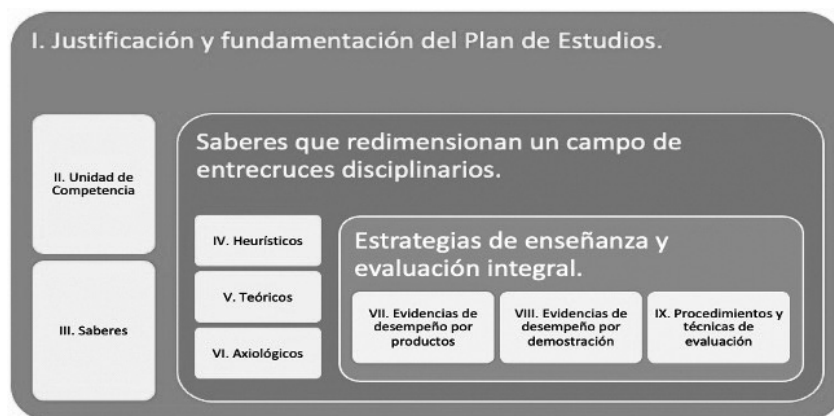 I. Justificación y fundamentación del Plan de Estudios.
II. Unidad de
Competencia
III. Saberes
Saberes que redimensionan un campo de
entrecruces disciplinarios.
IV. Heurísticos
V. Teóricos
VI. Axiológicos
Estrategias de enseñanza y
evaluación integral.
VII. Evidencias de
desempeño por
productos
VIII. Evidencias de
desempeño por
demostración
IX. Procedimientos y
técnicas de
evaluación